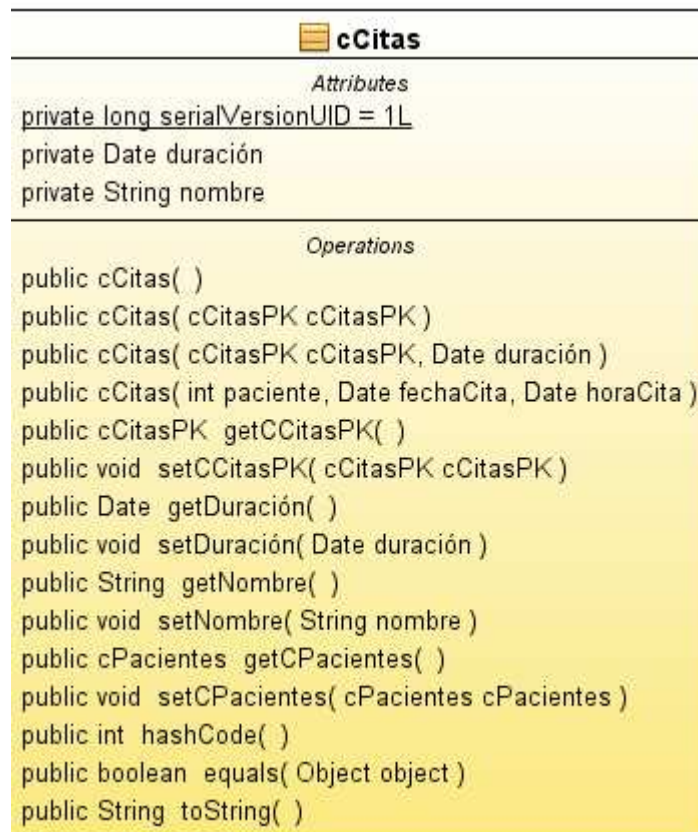 cCitas
Attributes
private long serialVersionUID = 1L
private Date duración
private String nombre
Operations
public cCitas( )
public cCitas( cCitasPK cCitasPK )
public cCitas( cCitasPK cCitasPK, Date duración )
public cCitas( int paciente, Date fechaCita, Date horaCita )
public cCitasPK getCCitasPK( )
public void setCCitasPK( cCitasPK cCitasPK )
public Date getDuración( )
public void setDuración( Date duración )
public String getNombre( )
public void setNombre( String nombre )
public cPacientes getCPacientes( )
public void setCPacientes( cPacientes cPacientes )
public int hashCode( )
public boolean equals( Object object )
public String toString( )